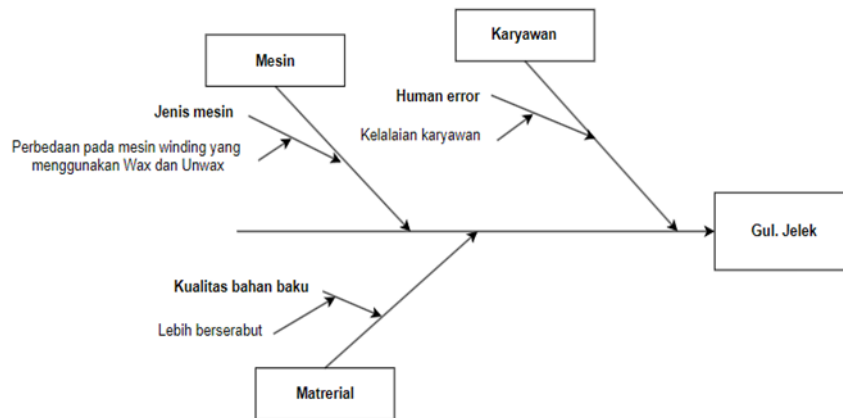 Mesin
Karyawan
Jenis mesin
Perbedaan pada mesin winding yang
menggunakan Wax dan Unwax
Human error
Kelalaian karyawan
Gul. Jelek
Kualitas bahan baku
Lebih berserabut
Matrerial